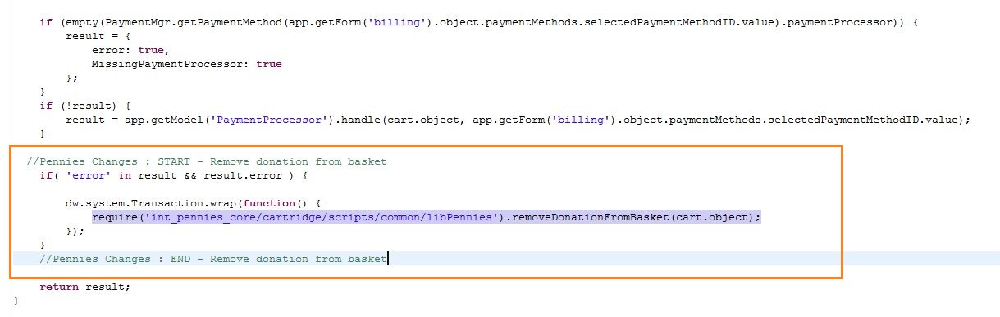 if (empty(PaymentMgr.getPaymentMethod(app.getForm('billing').object.paymentMethods.selectedPaymentMethodID.value).paymentProcessor)) {
result = {
error: true,
MissingPaymentProcessor: true
};
}
if (!result) {
result = app.getModel('PaymentProcessor').handle(cart.object, app.getForm('billing').object.paymentMethods.selectedPaymentMethodID.value);
}
//Pennies Changes : START - Remove donation from basket
if( 'error' in result && result.error ) {
dw.system.Transaction.wrap(function() {
require('int_pennies_core/cartridge/scripts/common/libPennies').removeDonationFromBasket(cart.object);
});
}
//Pennies Changes : END - Remove donation from basket
return result;
}